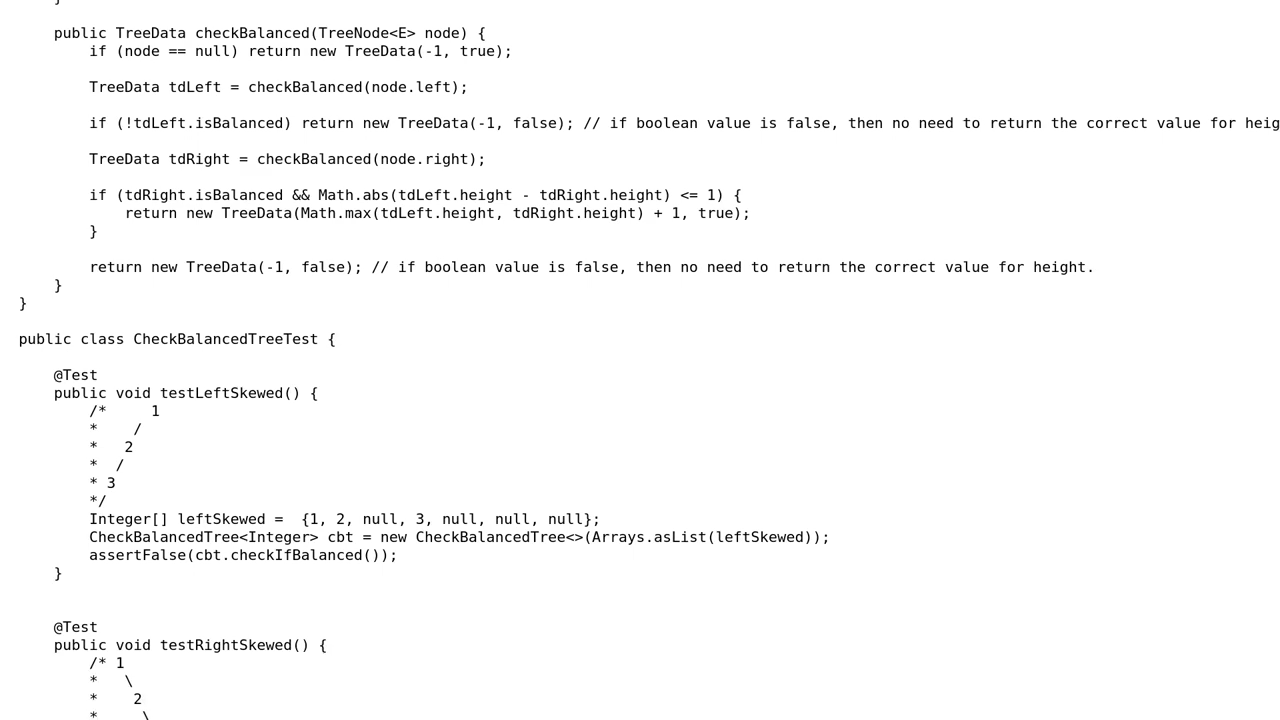 }
    public TreeData checkBalanced(TreeNode<E> node) {
        if (node == null) return new TreeData(-1, true);
        TreeData tdLeft = checkBalanced(node.left);
        if (!tdLeft.isBalanced) return new TreeData(-1, false); // if boolean value is false, then no need to return the correct value for heig
        TreeData tdRight = checkBalanced(node.right);
        if (tdRight.isBalanced && Math.abs(tdLeft.height - tdRight.height) <= 1) {
            return new TreeData(Math.max(tdLeft.height, tdRight.height) + 1, true);
        }
        return new TreeData(-1, false); // if boolean value is false, then no need to return the correct value for height.
    }
}
public class CheckBalancedTreeTest {
    @Test
    public void testLeftSkewed() {
        /*     1
        *    /
        *   2
        *  /
        * 3
        */
        Integer[] leftSkewed =  {1, 2, null, 3, null, null, null};
        CheckBalancedTree<Integer> cbt = new CheckBalancedTree<>(Arrays.asList(leftSkewed));
        assertFalse(cbt.checkIfBalanced());
    }
    @Test
    public void testRightSkewed() {
        /* 1
        *   \
        *    2
        *     \